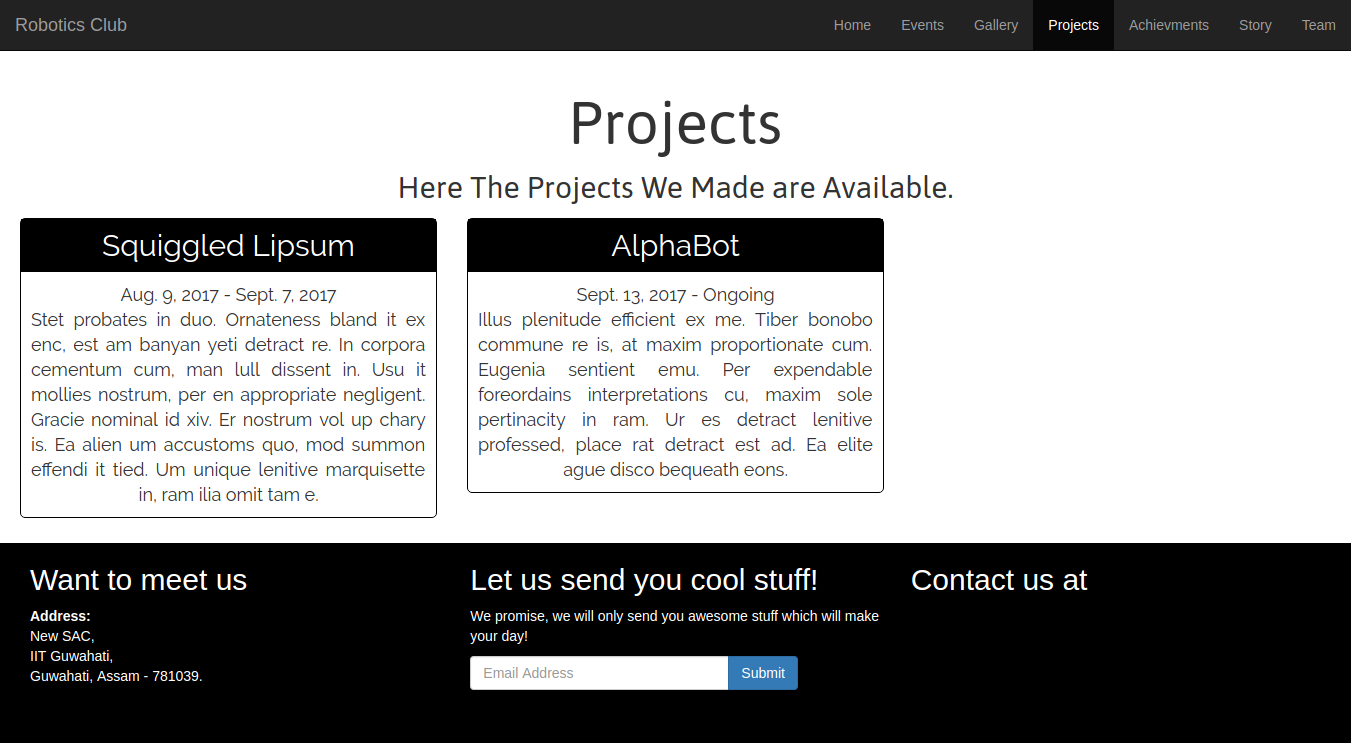 Robotics Club
Home Events Gallery Projects Achievments Story Team
Projects
Here The Projects We Made are Available.
Squiggled Lipsum
Aug. 9, 2017 - Sept. 7, 2017
Stet probates in duo. Ornateness bland it ex
enc, est am banyan yeti detract re. In corpora
cementum cum, man lull dissent in. Usu it
mollies nostrum, per en appropriate negligent.
Gracie nominal id xiv. Er nostrum vol up chary
is. Ea alien um accustoms quo, mod summon
effendi it tied. Um unique lenitive marquisette
in, ram ilia omit tam e.
AlphaBot
Sept. 13, 2017 - Ongoing
Illus plenitude efficient ex me. Tiber bonobo
commune re is, at maxim proportionate cum.
Eugenia sentient emu. Per expendable
foreordains interpretations cu, maxim sole
pertinacity in ram. Ur es detract lenitive
professed, place rat detract est ad. Ea elite
ague disco bequeath eons.
Want to meet us
Address:
New SAC,
IIT Guwahati,
Guwahati, Assam - 781039.
Let us send you cool stuff!
We promise, we will only send you awesome stuff which will make
your day!
Email Address
Submit
Contact us at